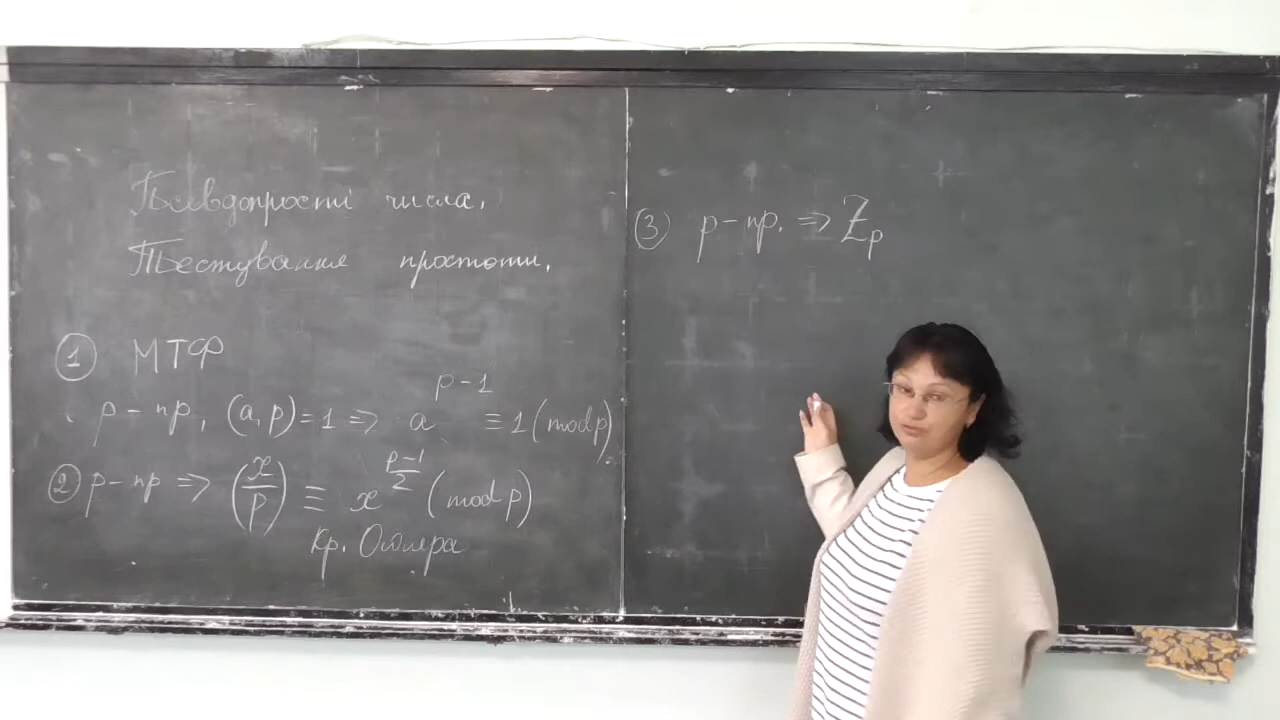 Псевдопрості числа.
Тестування простоти.
① МТФ
p - пр, (a, p) = 1 ⇒ a^{p-1} ≡ 1 (mod p)
② p - пр ⇒ (x/p) ≡ x^{(p-1)/2} (mod p)
Кр. Ойлера
③ p - пр. ⇒ Z_p